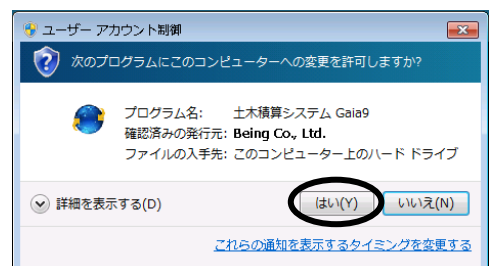 ユーザー アカウント制御
次のプログラムにこのコンピューターへの変更を許可しますか?
プログラム名: 土木積算システム Gaia9
確認済みの発行元: Being Co., Ltd.
ファイルの入手先: このコンピューター上のハード ドライブ
詳細を表示する(D) はい(Y) いいえ(N)
これらの通知を表示するタイミングを変更する